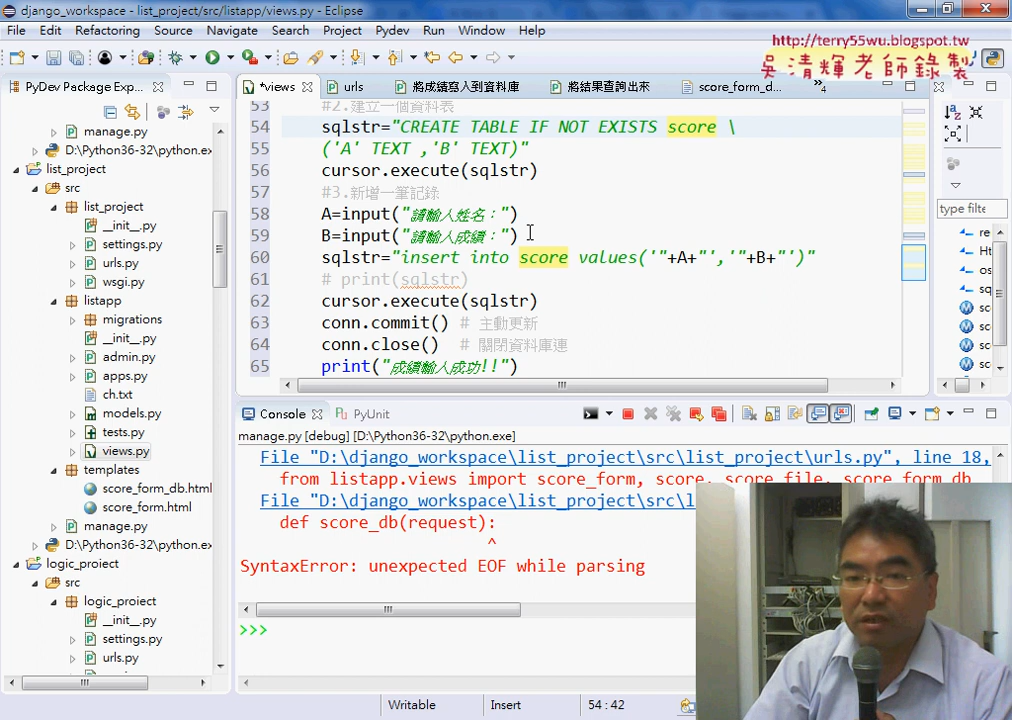 django_workspace - list_project/src/listapp/views.py - Eclipse
File Edit Refactoring Source Navigate Search Project Pydev Run Window Help
http://terry55wu.blogspot.tw
吳清輝老師錄製
PyDev Package Exp...
*views
urls
將成績寫入到資料庫
將結果查詢出來
score_form_d...
»4
manage.py
D:\Python36-32\python.ex
list_project
src
list_project
__init__.py
settings.py
urls.py
wsgi.py
listapp
migrations
__init__.py
admin.py
apps.py
ch.txt
models.py
tests.py
views.py
templates
score_form_db.html
score_form.html
manage.py
D:\Python36-32\python.ex
logic_project
src
logic_project
__init__.py
settings.py
urls.py
53 #2.建立一個資料表
54 sqlstr="CREATE TABLE IF NOT EXISTS score \
55 ('A' TEXT ,'B' TEXT)"
56 cursor.execute(sqlstr)
57 #3.新增一筆記錄
58 A=input("請輸入姓名：")
59 B=input("請輸入成績：")
60 sqlstr="insert into score values('"+A+"','"+B+"')"
61 # print(sqlstr)
62 cursor.execute(sqlstr)
63 conn.commit() # 主動更新
64 conn.close() # 關閉資料庫連
65 print("成績輸入成功!!")
type filte
re
Ht
os
sq
sc
sc
sc
sc
Console
PyUnit
manage.py [debug] [D:\Python36-32\python.exe]
File "D:\django_workspace\list_project\src\list_project\urls.py", line 18,
from listapp.views import score_form, score, score_file, score_form_db
File "D:\django_workspace\list_project\src\l
def score_db(request):
^
SyntaxError: unexpected EOF while parsing
>>>
Writable
Insert
54 : 42